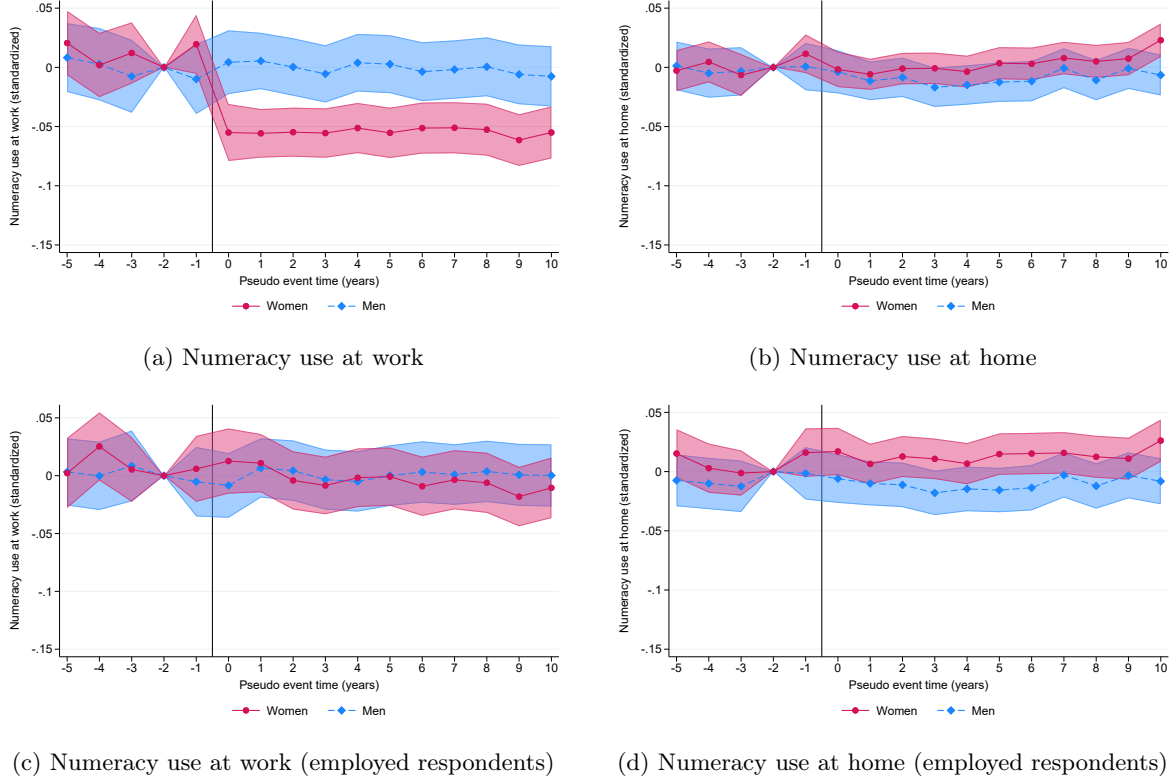 Numeracy use at work (standardized)
.05
0
-.05
-.1
-.15
-5 -4 -3 -2 -1 0 1 2 3 4 5 6 7 8 9 10
Pseudo event time (years)
Women Men
(a) Numeracy use at work
Numeracy use at home (standardized)
.05
0
-.05
-.1
-.15
-5 -4 -3 -2 -1 0 1 2 3 4 5 6 7 8 9 10
Pseudo event time (years)
Women Men
(b) Numeracy use at home
Numeracy use at work (standardized)
.05
0
-.05
-.1
-.15
-5 -4 -3 -2 -1 0 1 2 3 4 5 6 7 8 9 10
Pseudo event time (years)
Women Men
(c) Numeracy use at work (employed respondents)
Numeracy use at home (standardized)
.05
0
-.05
-.1
-.15
-5 -4 -3 -2 -1 0 1 2 3 4 5 6 7 8 9 10
Pseudo event time (years)
Women Men
(d) Numeracy use at home (employed respondents)